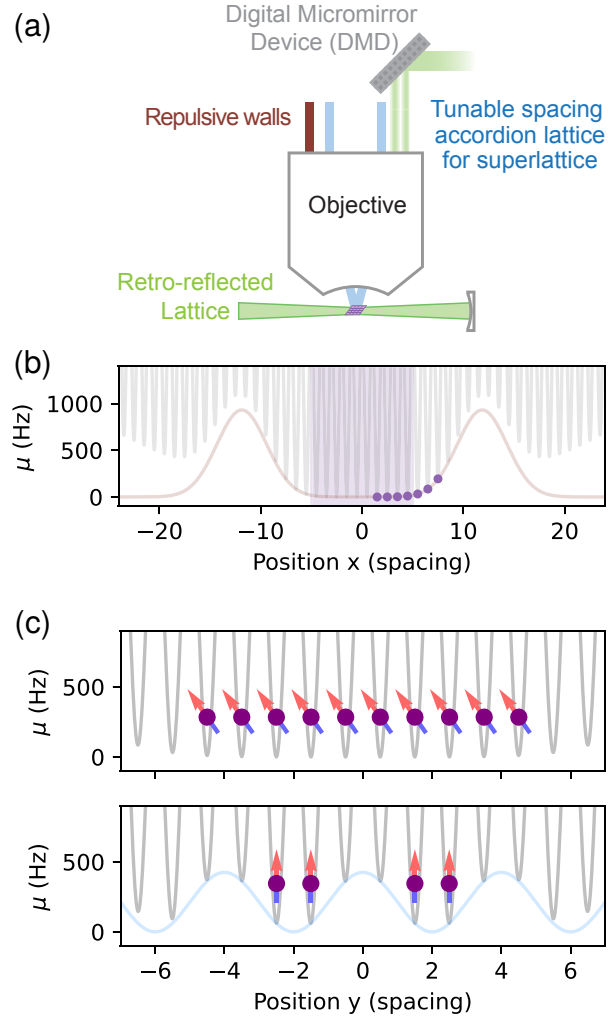 (a)
Digital Micromirror
Device (DMD)
Repulsive walls
Tunable spacing
accordion lattice
for superlattice
Objective
Retro-reflected
Lattice
(b)
1000
500
0
μ (Hz)
−20 −10 0 10 20
Position x (spacing)
(c)
500
0
μ (Hz)
500
0
μ (Hz)
−6 −4 −2 0 2 4 6
Position y (spacing)